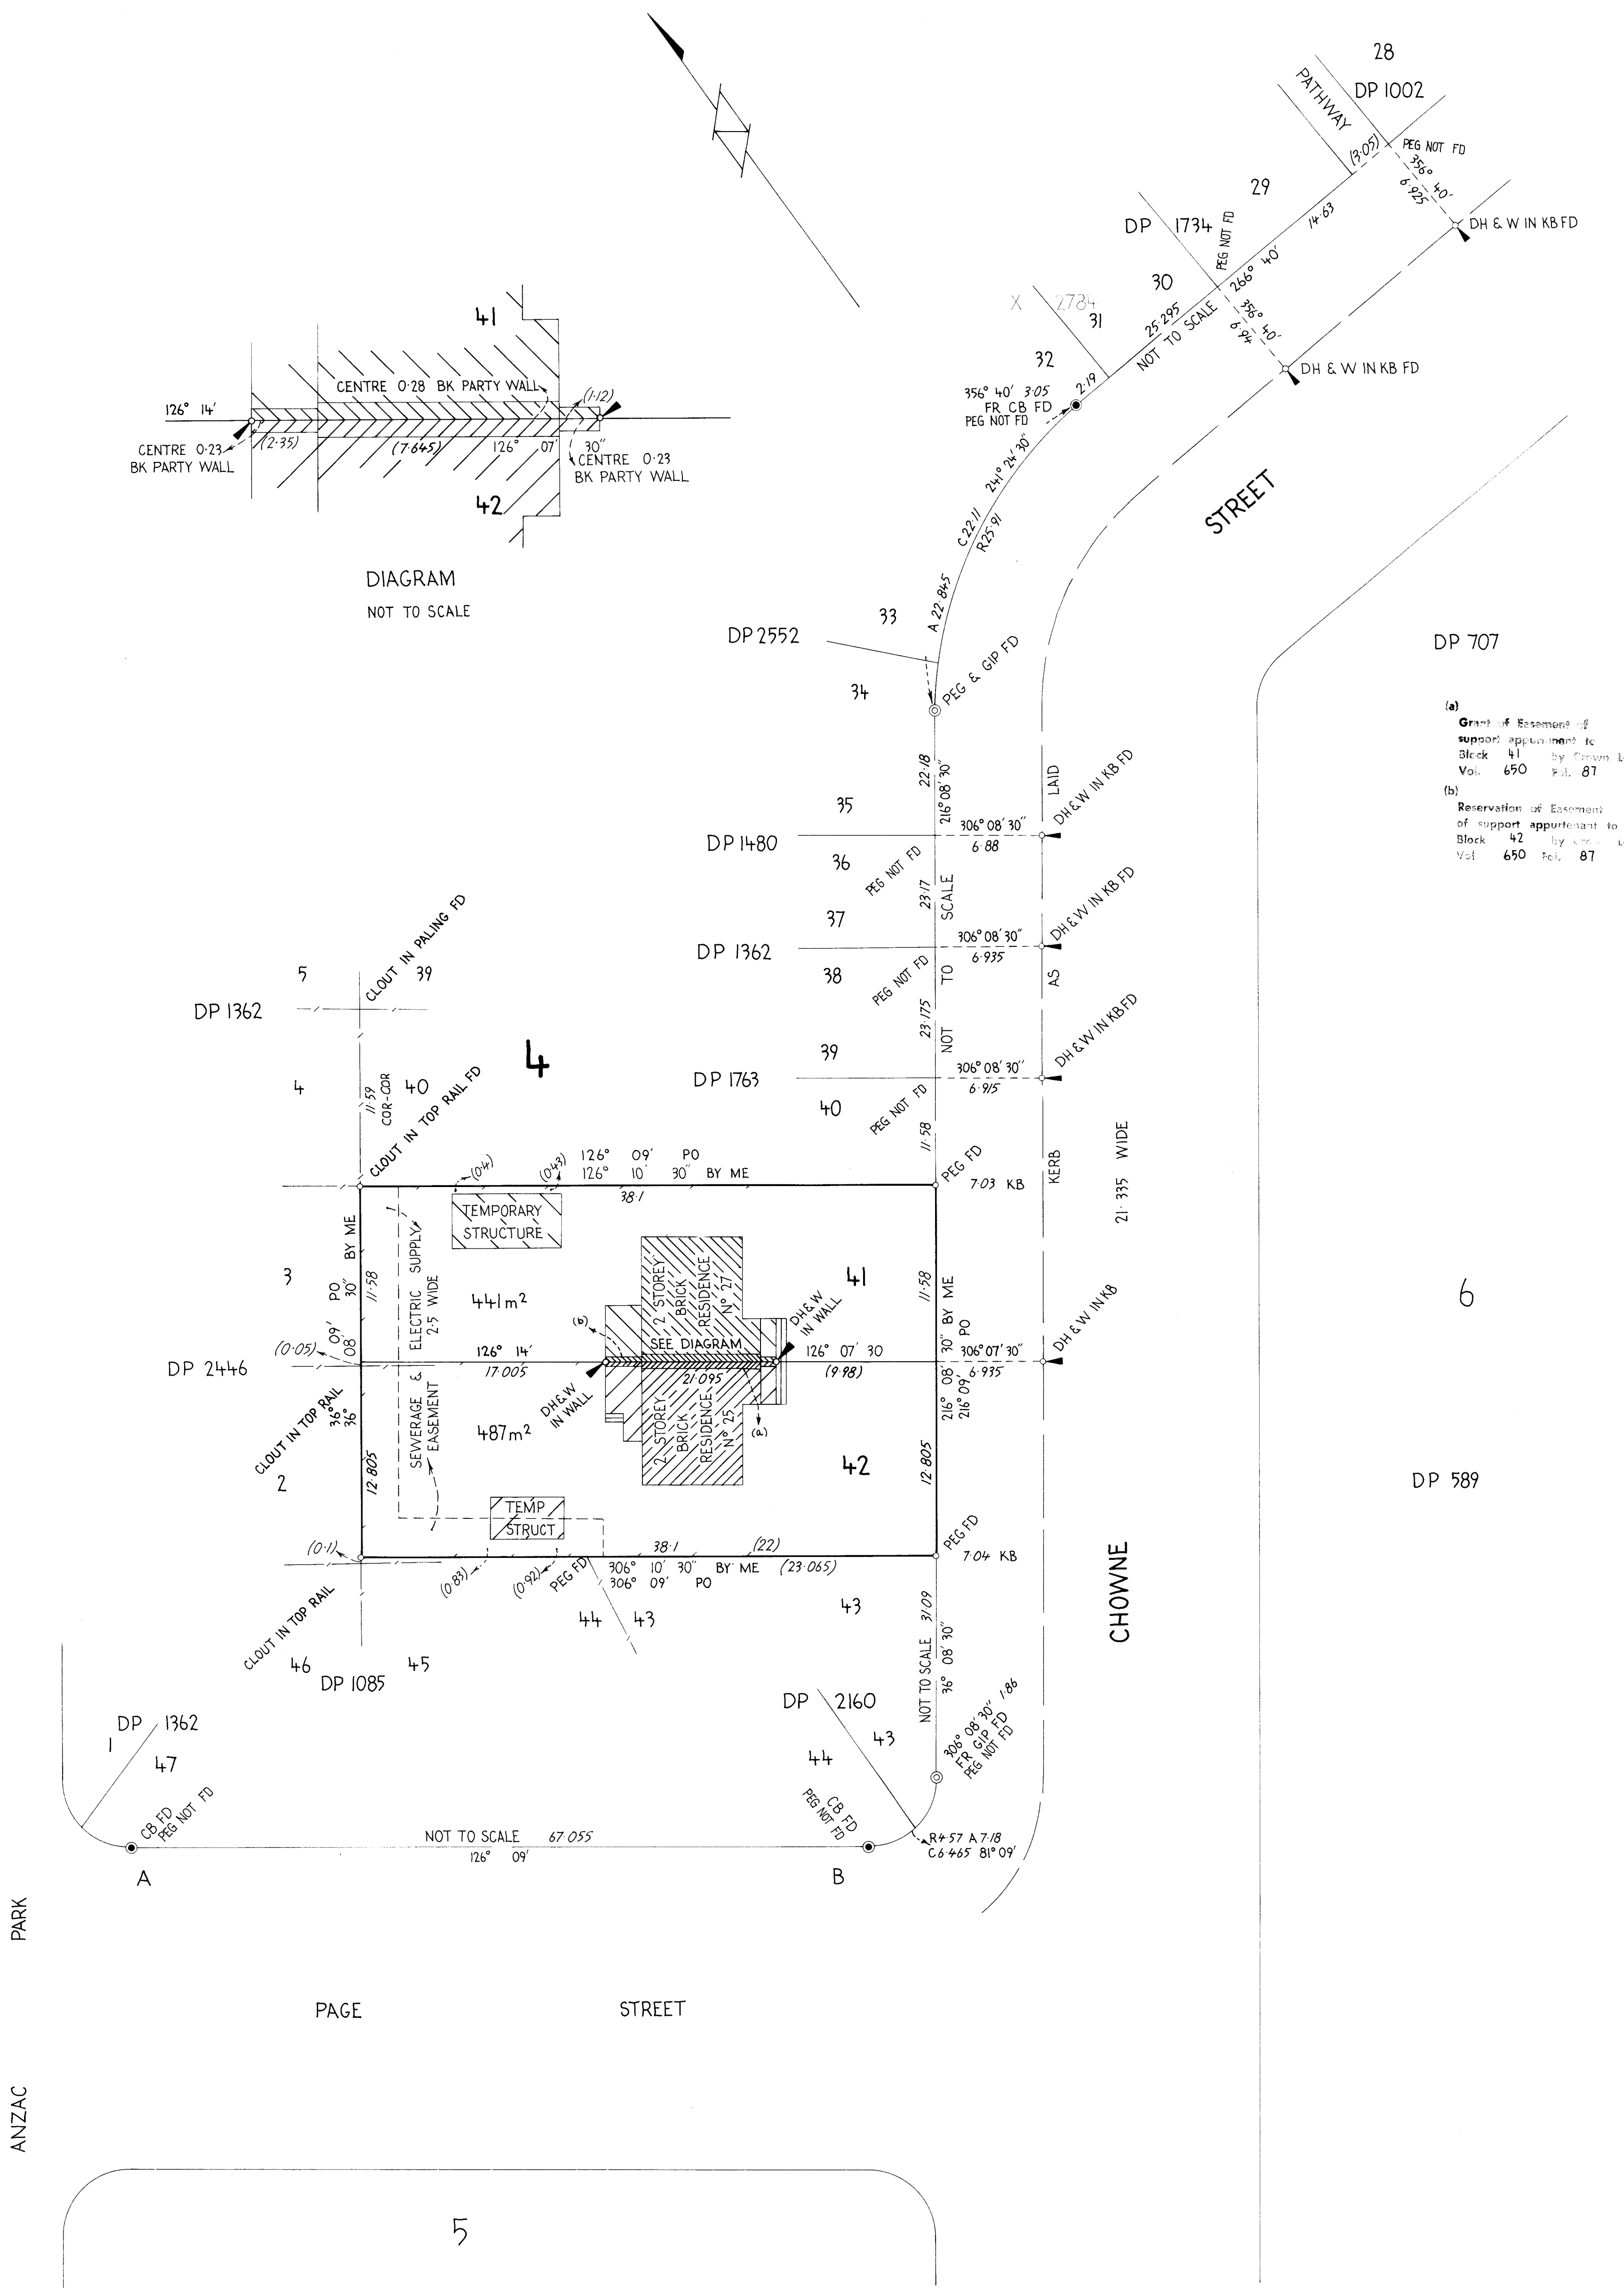 28
DP 1002
PATHWAY
(3·05)
PEG NOT FD
356° 40'
6·925
DH & W IN KB FD
29
14·63
DP 1734
PEG NOT FD
266° 40'
30
356° 40'
6·94
DH & W IN KB FD
X 2784
31
25·295
NOT TO SCALE
32
2·19
356° 40' 3·05
FR CB FD
PEG NOT FD
241° 24' 30"
C 22·11
R 25·91
A 22·845
STREET
41
CENTRE 0·28 BK PARTY WALL
(1·12)
126° 14'
CENTRE 0·23
BK PARTY WALL
(2·35)
(7·645)
126° 07' 30"
CENTRE 0·23
BK PARTY WALL
42
DIAGRAM
NOT TO SCALE
33
DP 2552
34
PEG & GIP FD
DP 707
(a)
Grant of Easement of
support appurtenant to
Block 41 by Crown L
Vol. 650 Fol. 87
(b)
Reservation of Easement
of support appurtenant to
Block 42 by
Vol 650 Fol. 87
22·18
216° 08' 30"
35
306° 08' 30"
6·88
LAID
DH & W IN KB FD
DP 1480
36
PEG NOT FD
23·17
SCALE
37
306° 08' 30"
6·935
DH & W IN KB FD
DP 1362
38
PEG NOT FD
TO
AS
23·175
NOT
39
306° 08' 30"
6·915
DH & W IN KB FD
DP 1763
40
PEG NOT FD
11·58
5
39
CLOUT IN PALING FD
DP 1362
4
4
40
11·59
COR-COR
CLOUT IN TOP RAIL FD
(0·4)
(0·43)
126° 09' PO
126° 10' 30" BY ME
38·1
PEG FD
7·03 KB
KERB
21·335 WIDE
TEMPORARY
STRUCTURE
3
36° 08' 30" BY ME
36° 09' PO
11·58
SEWERAGE & ELECTRIC SUPPLY
EASEMENT 2·5 WIDE
441m²
2 STOREY
BRICK
RESIDENCE
Nº 27
41
11·58
216° 08' 30" BY ME
216° 09' PO
(b)
DH & W
IN WALL
SEE DIAGRAM
(0·05)
DP 2446
126° 14'
17·005
21·095
126° 07' 30
(9·98)
306° 07' 30"
6·935
DH & W IN KB
6
DH & W
IN WALL
CLOUT IN TOP RAIL
487m²
2 STOREY
BRICK
RESIDENCE
Nº 25
(a)
42
2
12·805
12·805
DP 589
TEMP
STRUCT
(0·1)
38·1
(22)
PEG FD
7·04 KB
(0·83)
(0·92)
PEG FD
306° 10' 30" BY ME (23·065)
306° 09' PO
CLOUT IN TOP RAIL
44
43
43
NOT TO SCALE 31·09
36° 08' 30"
CHOWNE
46
45
DP 1085
DP 1362
1
47
CB FD
PEG NOT FD
DP 2160
44
43
306° 08' 30" 1·86
FR GIP FD
PEG NOT FD
CB FD
PEG NOT FD
NOT TO SCALE 67·055
126° 09'
R4·57 A 7·18
C6·465 81° 09'
A
B
PARK
PAGE STREET
ANZAC
5